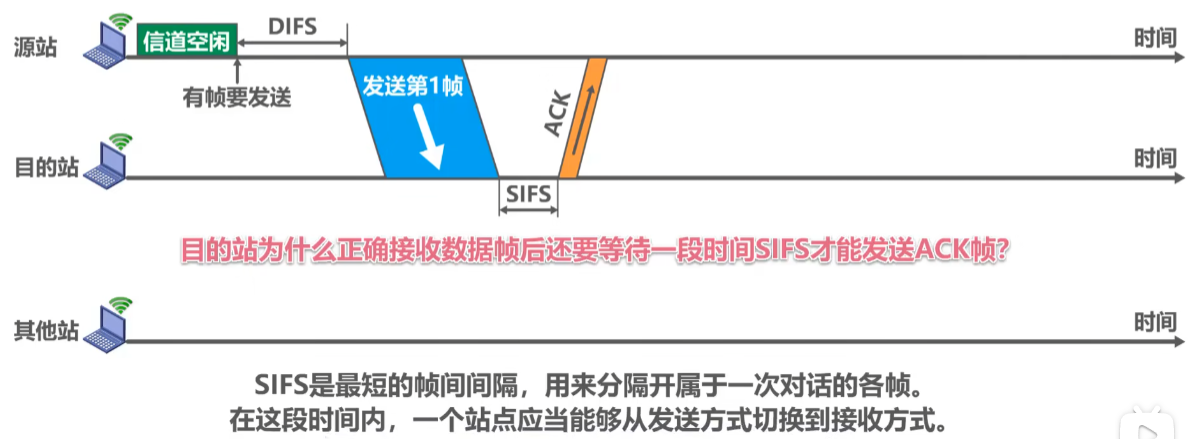 DIFS
源站
信道空闲
时间
有帧要发送
发送第1帧
ACK
目的站
时间
SIFS
目的站为什么正确接收数据帧后还要等待一段时间SIFS才能发送ACK帧?
其他站
时间
SIFS是最短的帧间间隔，用来分隔开属于一次对话的各帧。
在这段时间内，一个站点应当能够从发送方式切换到接收方式。